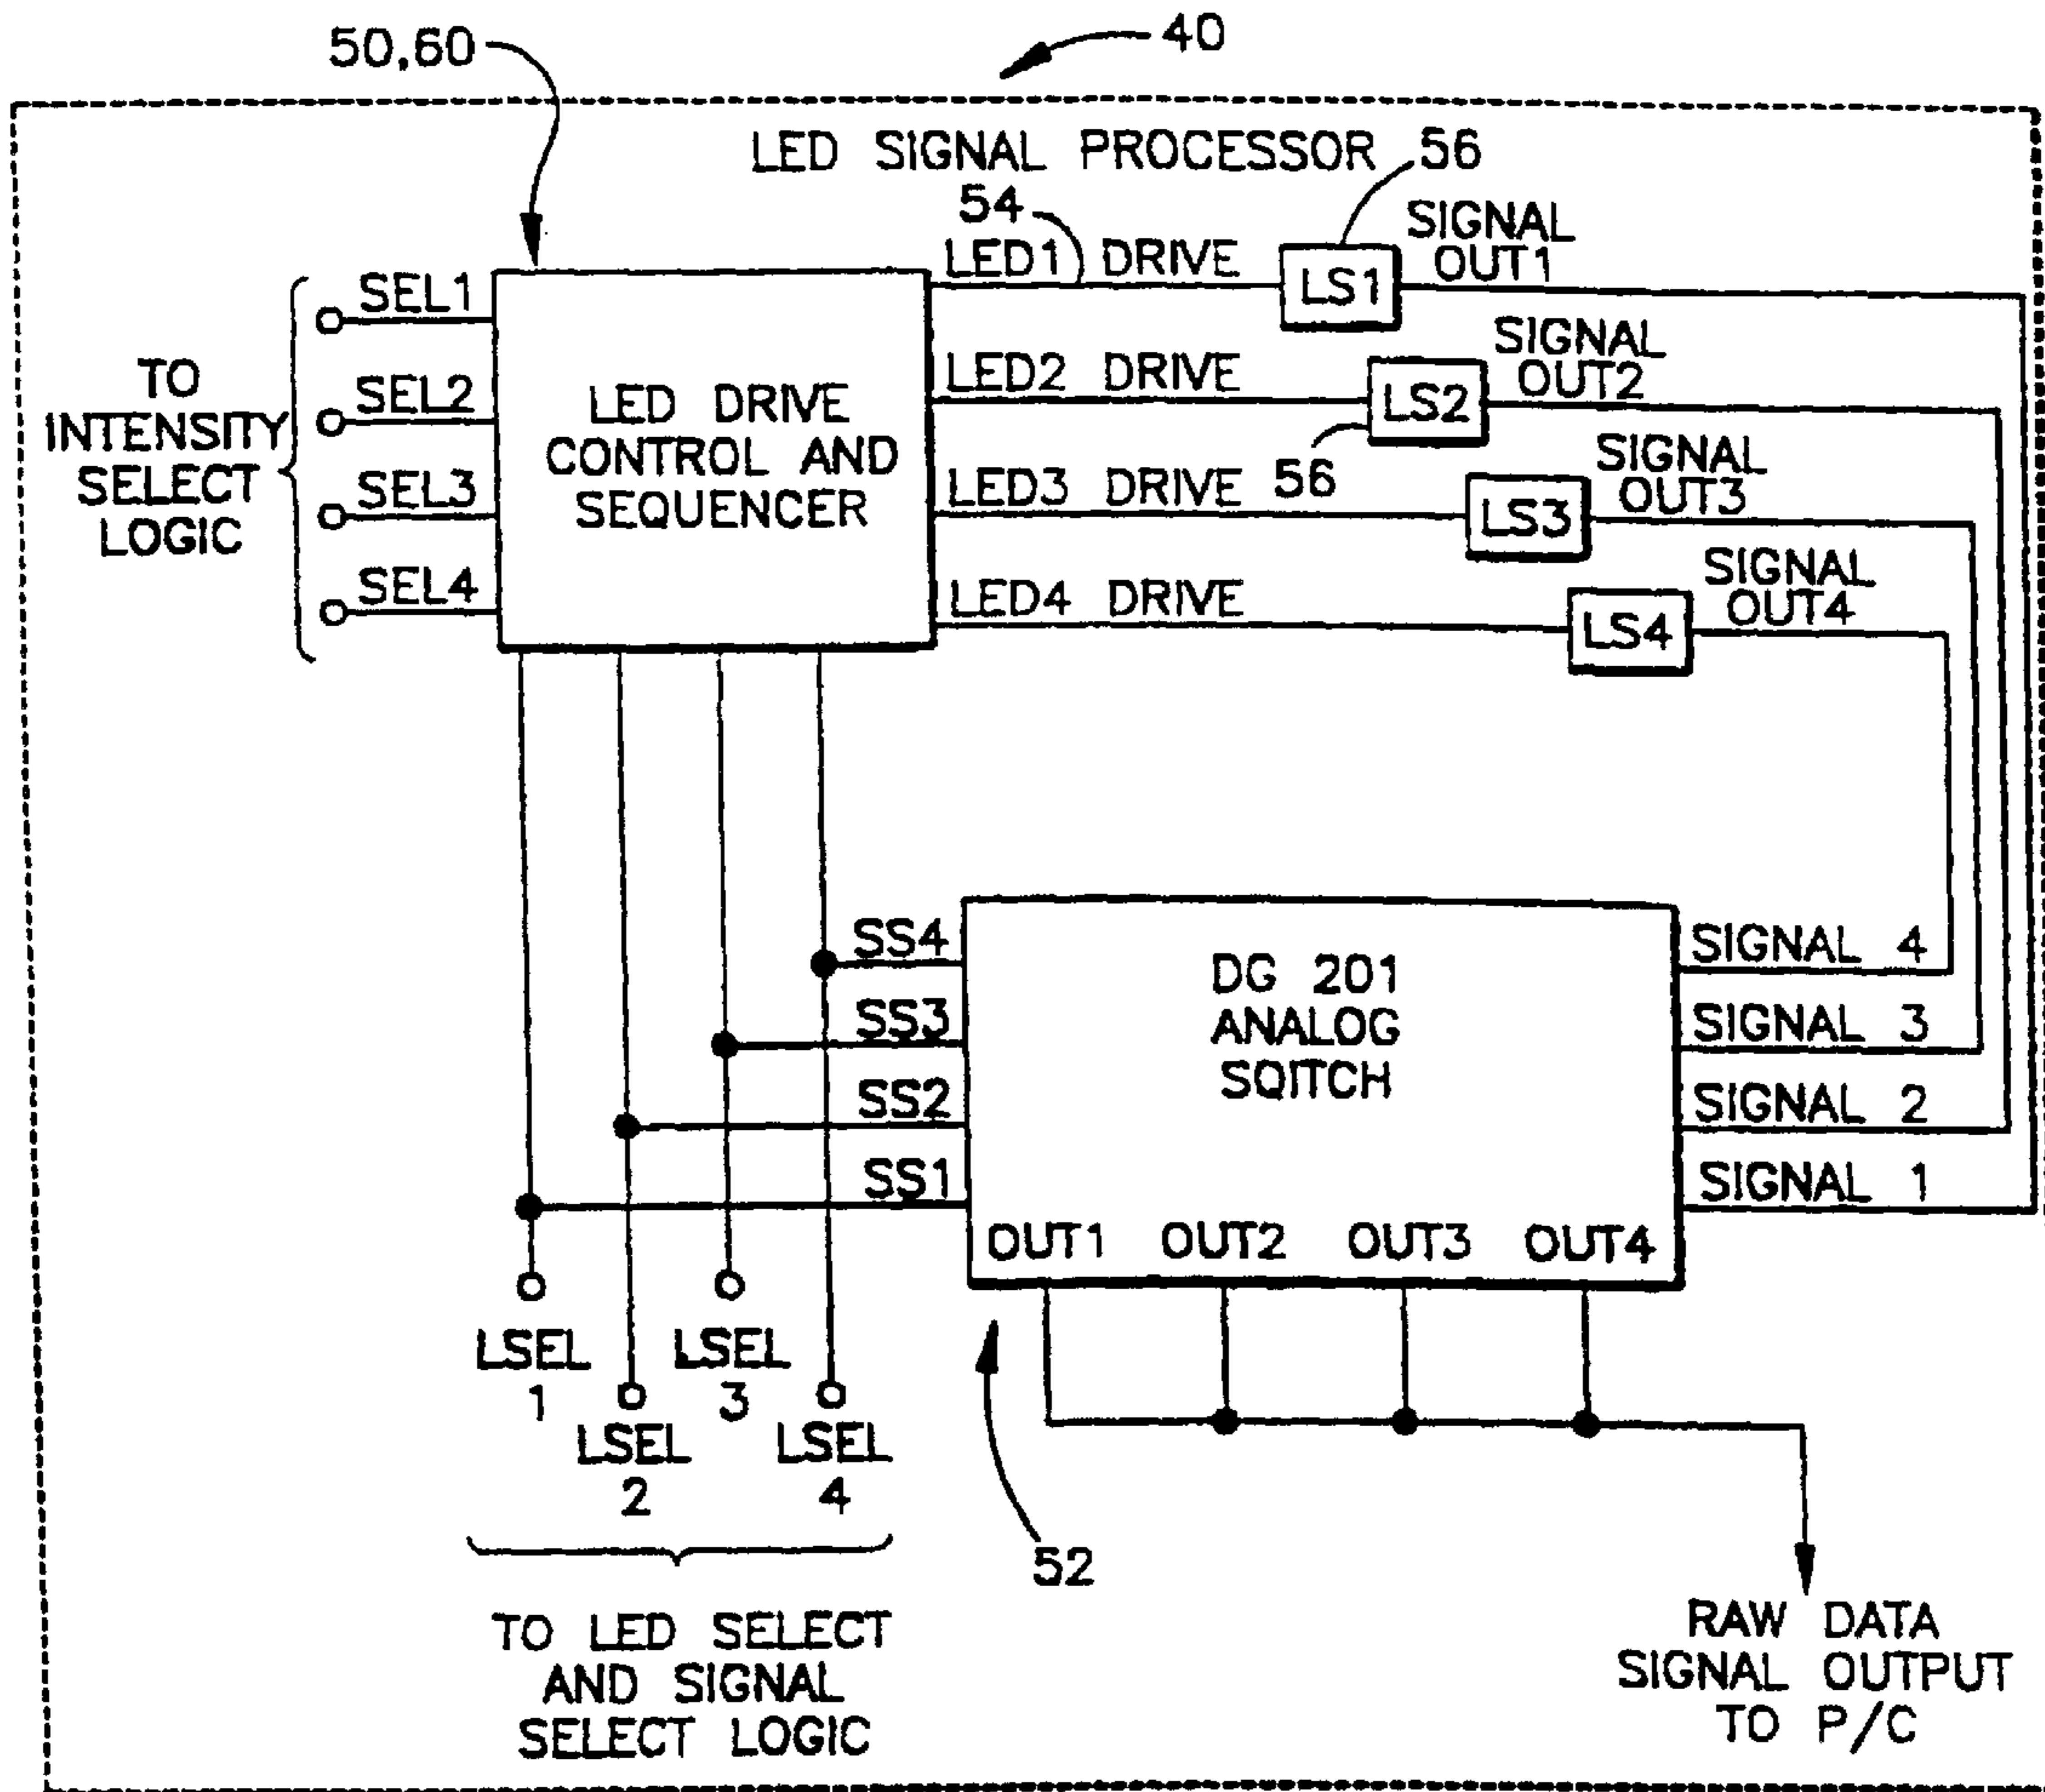 50,60
40
LED SIGNAL PROCESSOR
56
54
LED1 DRIVE
LS1
SIGNAL
OUT1
SEL1
SEL2
SEL3
SEL4
TO
INTENSITY
SELECT
LOGIC
LED DRIVE
CONTROL AND
SEQUENCER
LED2 DRIVE
LS2
SIGNAL
OUT2
56
LED3 DRIVE
LS3
SIGNAL
OUT3
LED4 DRIVE
LS4
SIGNAL
OUT4
SS4
SS3
SS2
SS1
DG 201
ANALOG
SQITCH
SIGNAL 4
SIGNAL 3
SIGNAL 2
SIGNAL 1
OUT1 OUT2 OUT3 OUT4
LSEL
1
LSEL
2
LSEL
3
LSEL
4
52
TO LED SELECT
AND SIGNAL
SELECT LOGIC
RAW DATA
SIGNAL OUTPUT
TO P/C